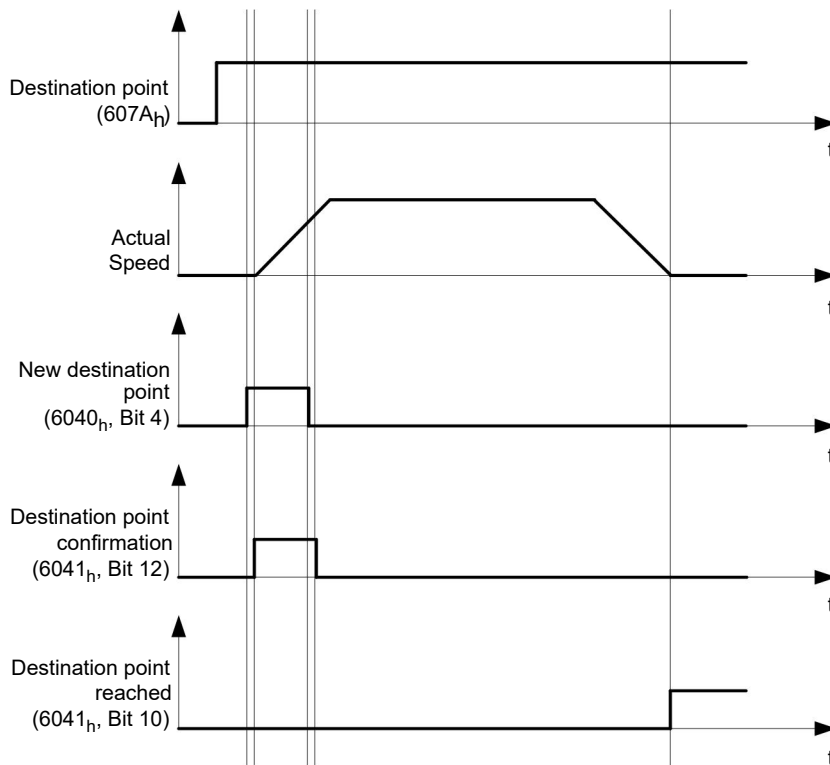 Destination point
(607Ah)
t
Actual
Speed
t
New destination
point
(6040h, Bit 4)
t
Destination point
confirmation
(6041h, Bit 12)
t
Destination point
reached
(6041h, Bit 10)
t